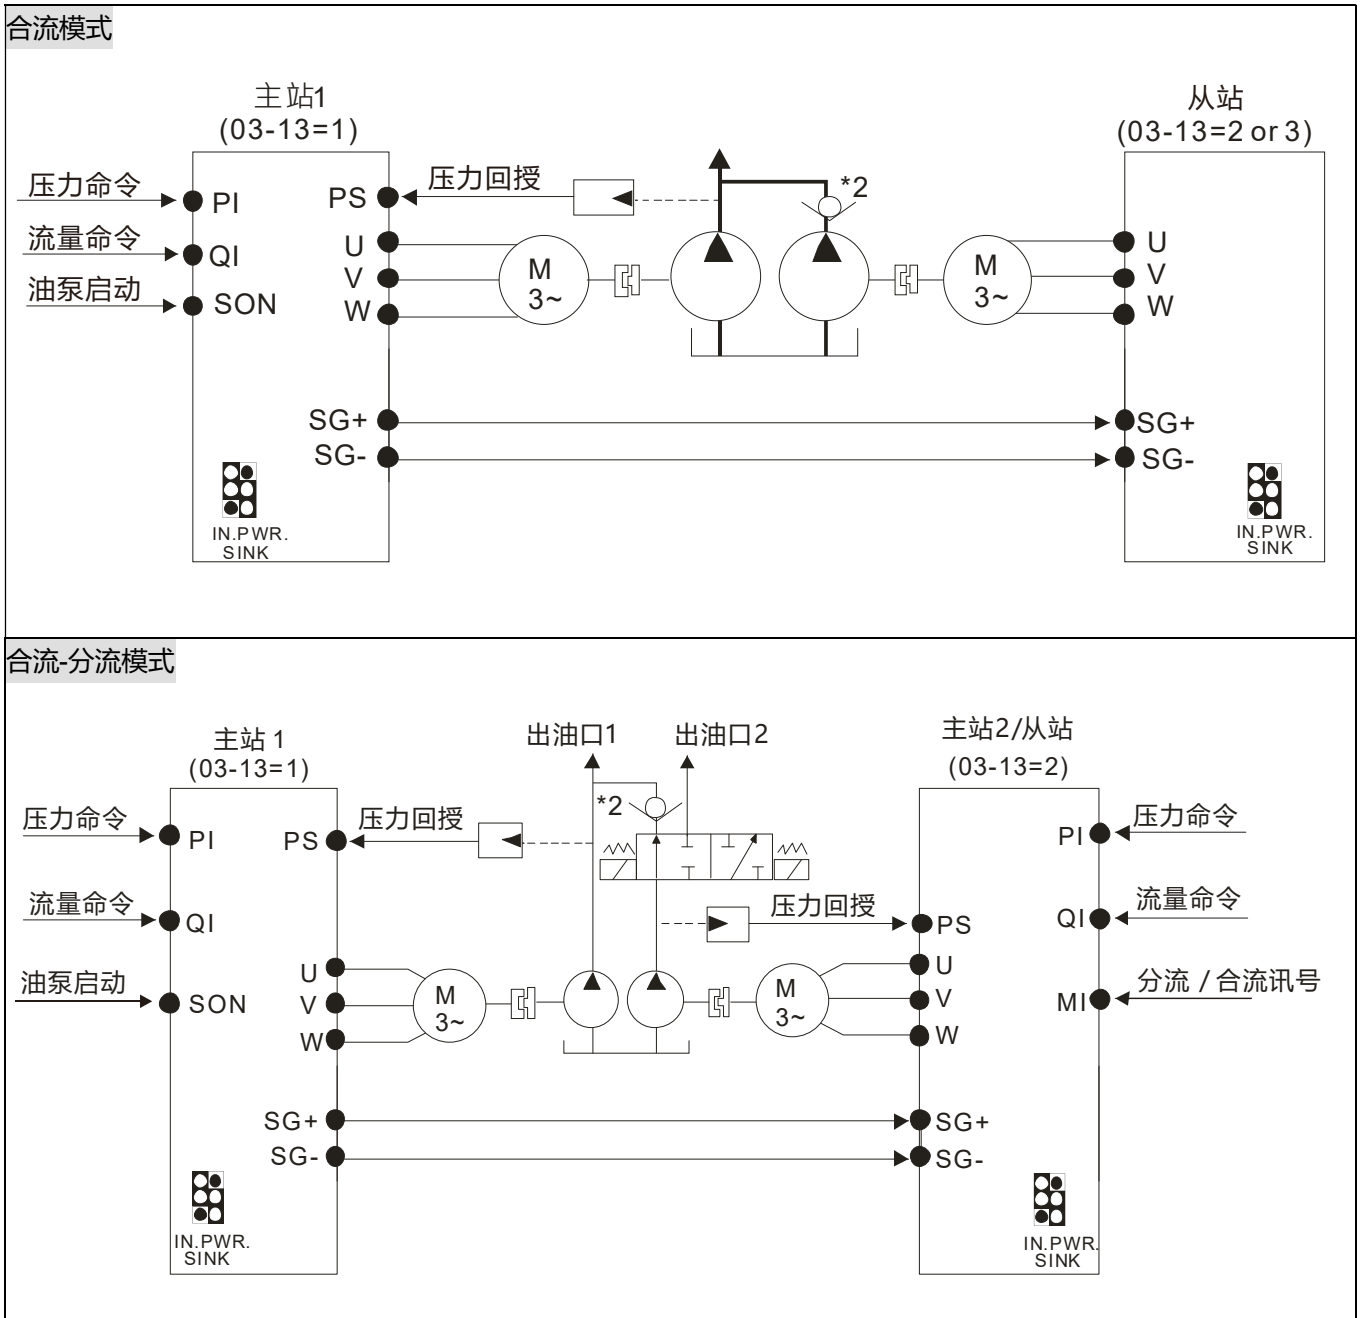 合流模式
主站1
(03-13=1)
从站
(03-13=2 or 3)
压力命令
PI
流量命令
QI
油泵启动
SON
PS
压力回授
*2
U
V
W
M
3~
M
3~
U
V
W
SG+
SG-
SG+
SG-
IN.PWR.
SINK
IN.PWR.
SINK
合流-分流模式
主站 1
(03-13=1)
出油口1
出油口2
主站2/从站
(03-13=2)
压力命令
PI
流量命令
QI
油泵启动
SON
PS
压力回授
*2
压力回授
PS
PI
压力命令
QI
流量命令
MI
分流 / 合流讯号
U
V
W
M
3~
M
3~
U
V
W
SG+
SG-
SG+
SG-
IN.PWR.
SINK
IN.PWR.
SINK